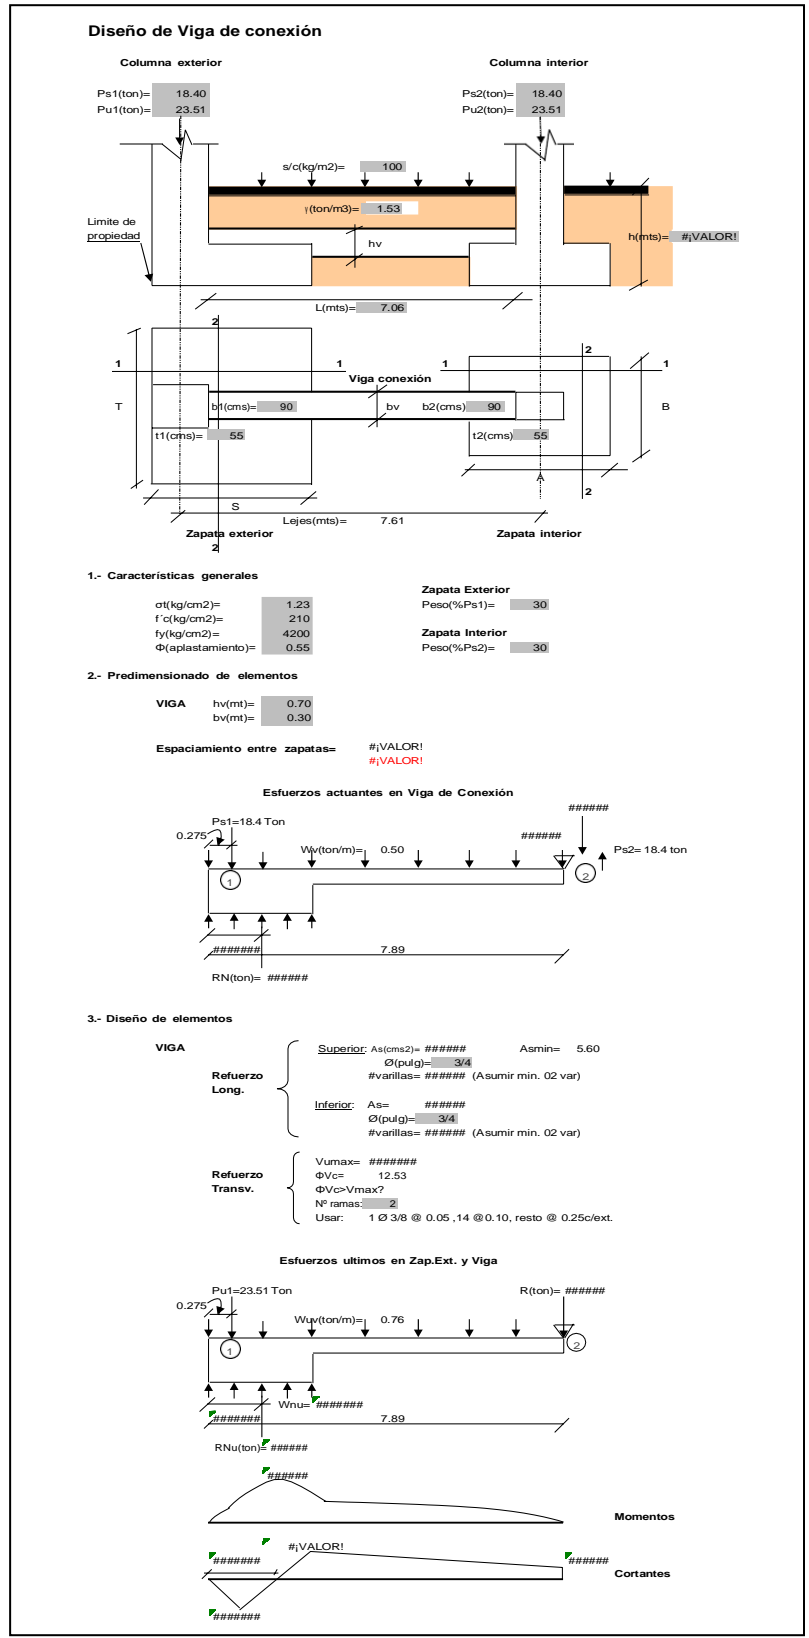 Diseño de Viga de conexión
Columna exterior
Columna interior
Ps1(ton)= 18.40
Ps2(ton)= 18.40
Pu1(ton)= 23.51
Pu2(ton)= 23.51
s/c(kg/m2)= 100
γ(ton/m3)= 1.53
Limite de
propiedad
hv
h(mts)= #¡VALOR!
L(mts)= 7.06
2
2
1
1
1
1
Viga conexión
T
b1(cms)= 90
bv
b2(cms) 90
B
t1(cms)= 55
t2(cms) 55
A
S
2
Lejes(mts)= 7.61
Zapata exterior
Zapata interior
2
1.- Características generales
Zapata Exterior
σt(kg/cm2)= 1.23
Peso(%Ps1)= 30
f´c(kg/cm2)= 210
fy(kg/cm2)= 4200
Zapata Interior
Φ(aplastamiento)= 0.55
Peso(%Ps2)= 30
2.- Predimensionado de elementos
VIGA hv(mt)= 0.70
bv(mt)= 0.30
Espaciamiento entre zapatas= #¡VALOR!
#¡VALOR!
Esfuerzos actuantes en Viga de Conexión
######
Ps1=18.4 Ton
0.275
######
Wv(ton/m)= 0.50
Ps2= 18.4 ton
1
2
#######
7.89
RN(ton)= ######
3.- Diseño de elementos
VIGA
Superior: As(cms2)= ###### Asmin= 5.60
Ø(pulg)= 3/4
Refuerzo
Long.
#varillas= ###### (Asumir min. 02 var)
Inferior: As= ######
Ø(pulg)= 3/4
#varillas= ###### (Asumir min. 02 var)
Refuerzo
Transv.
Vumax= #######
ΦVc= 12.53
ΦVc>Vmax?
Nº ramas: 2
Usar: 1 Ø 3/8 @ 0.05 ,14 @0.10, resto @ 0.25c/ext.
Esfuerzos ultimos en Zap.Ext. y Viga
Pu1=23.51 Ton
R(ton)= ######
0.275
Wuv(ton/m)= 0.76
1
2
Wnu= #######
#######
7.89
RNu(ton)= ######
######
Momentos
#¡VALOR!
#######
######
Cortantes
#######